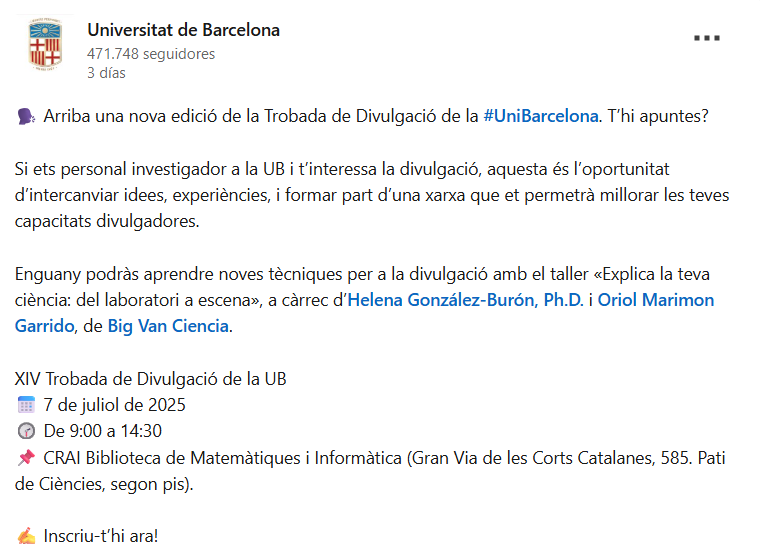 Universitat de Barcelona
471.748 seguidores
3 días
Arriba una nova edició de la Trobada de Divulgació de la #UniBarcelona. T’hi apuntes?
Si ets personal investigador a la UB i t’interessa la divulgació, aquesta és l’oportunitat
d’intercanviar idees, experiències, i formar part d’una xarxa que et permetrà millorar les teves
capacitats divulgadores.
Enguany podràs aprendre noves tècniques per a la divulgació amb el taller «Explica la teva
ciència: del laboratori a escena», a càrrec d’Helena González-Burón, Ph.D. i Oriol Marimon
Garrido, de Big Van Ciencia.
XIV Trobada de Divulgació de la UB
7 de juliol de 2025
De 9:00 a 14:30
CRAI Biblioteca de Matemàtiques i Informàtica (Gran Via de les Corts Catalanes, 585. Pati
de Ciències, segon pis).
Inscriu-t’hi ara!